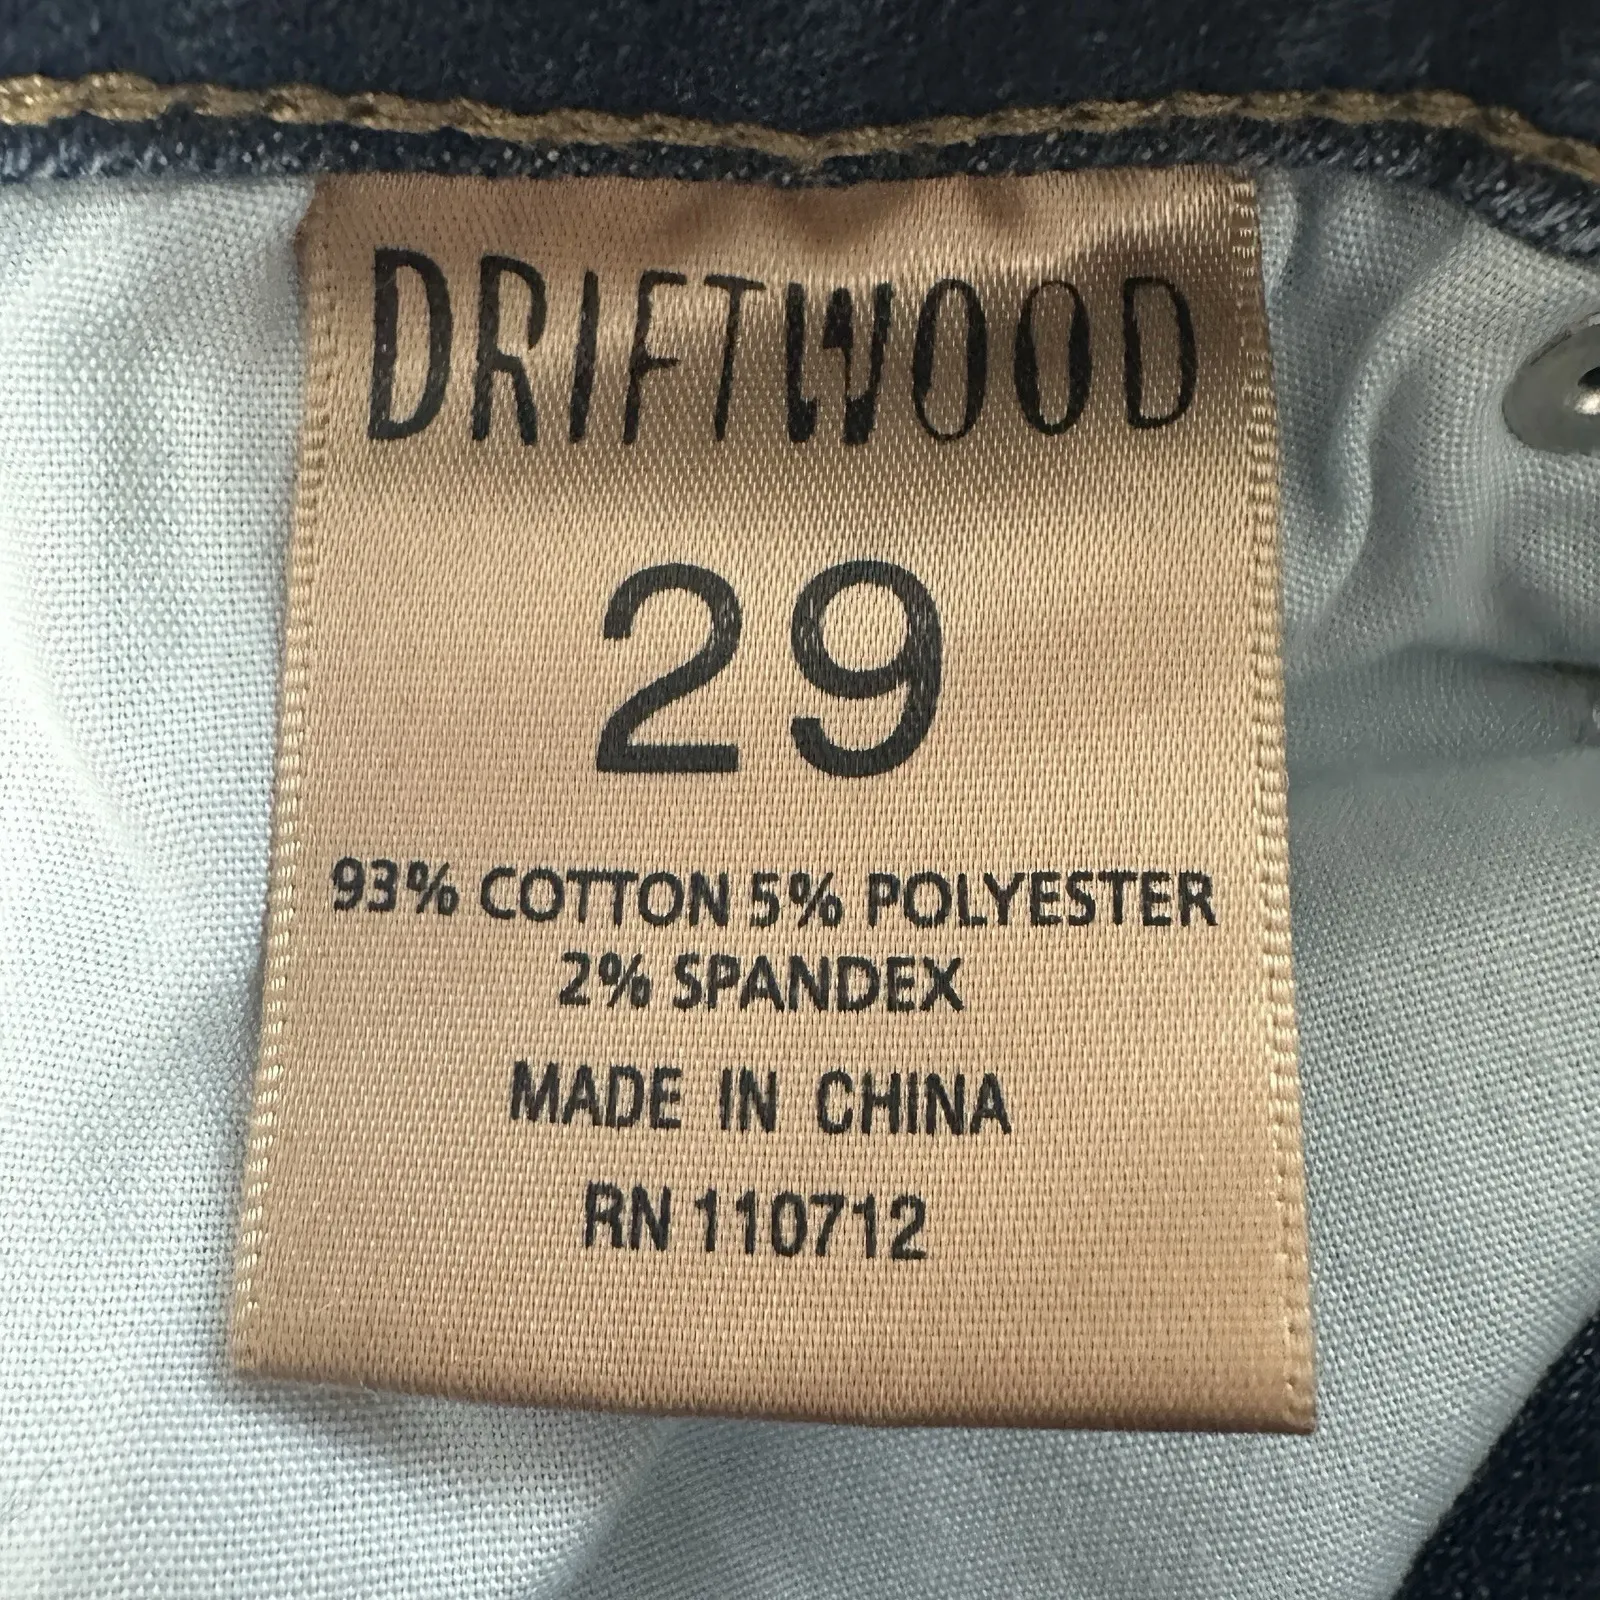 DRIFTWOOD
29
93% COTTON 5% POLYESTER
2% SPANDEX
MADE IN CHINA
RN 110712